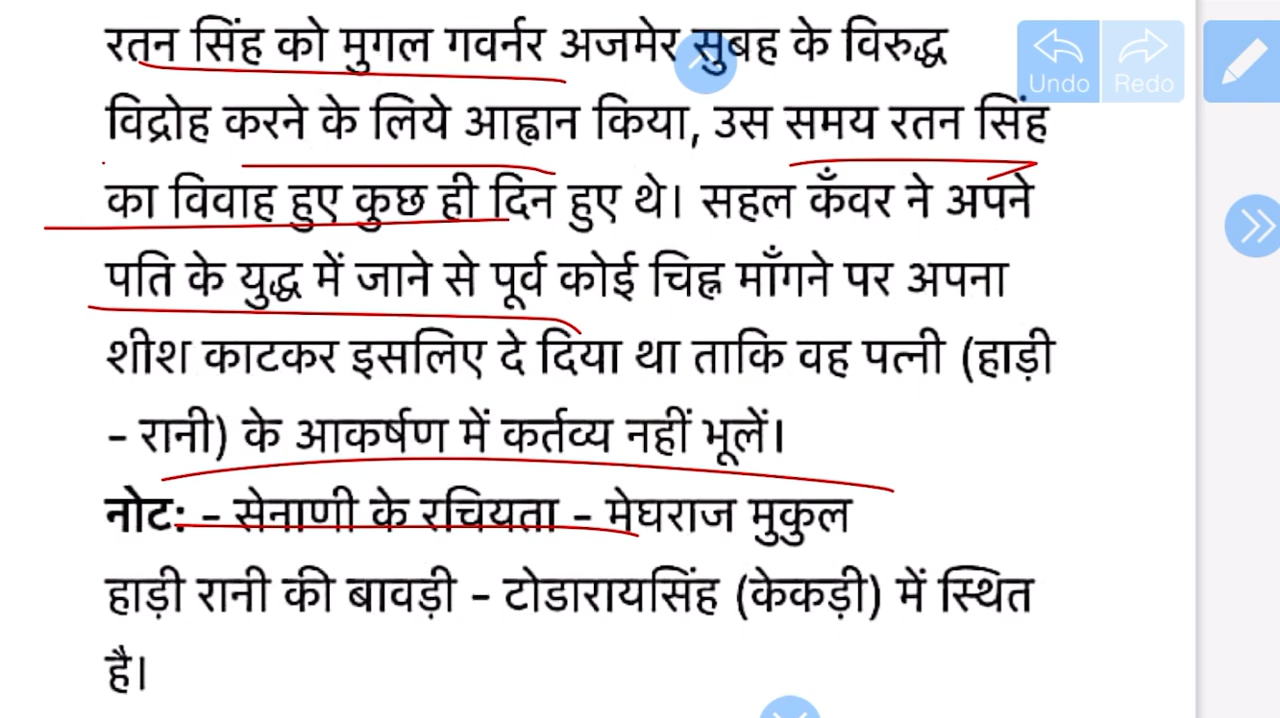 रतन सिंह को मुगल गवर्नर अजमेर सुबह के विरुद्ध
Undo Redo
विद्रोह करने के लिये आह्वान किया, उस समय रतन सिंह
का विवाह हुए कुछ ही दिन हुए थे। सहल कँवर ने अपने
पति के युद्ध में जाने से पूर्व कोई चिह्न माँगने पर अपना
शीश काटकर इसलिए दे दिया था ताकि वह पत्नी (हाड़ी
– रानी) के आकर्षण में कर्तव्य नहीं भूलें।
नोटः – सेनाणी के रचियता – मेघराज मुकुल
हाड़ी रानी की बावड़ी – टोडारायसिंह (केकड़ी) में स्थित
है।